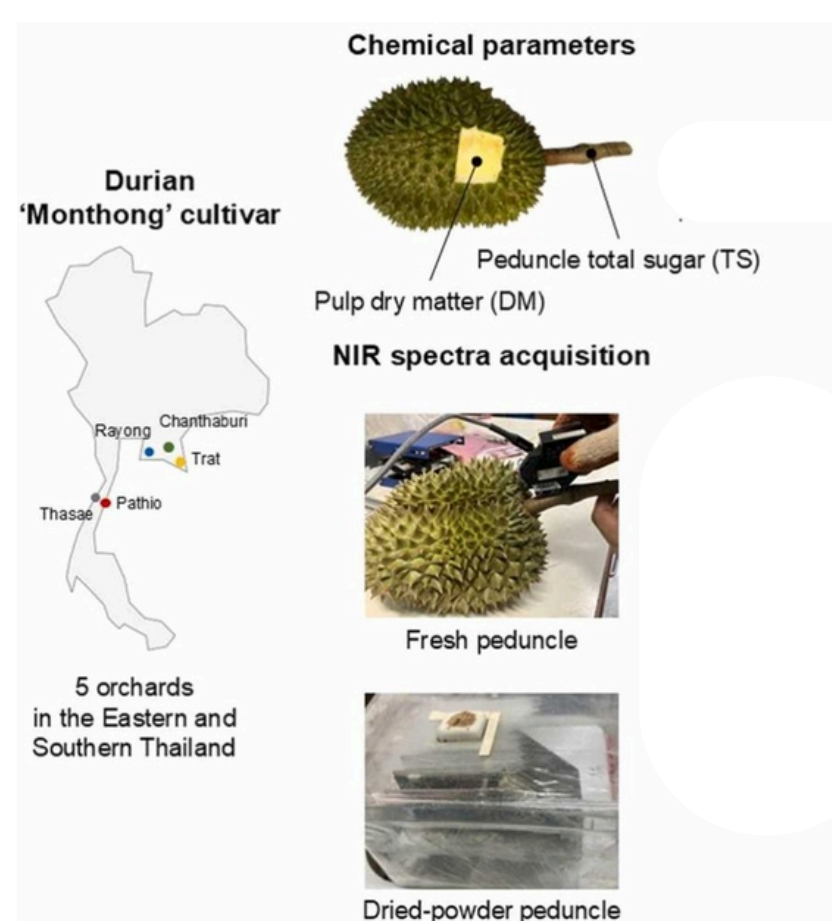 Chemical parameters
Durian
‘Monthong’ cultivar
Peduncle total sugar (TS)
Pulp dry matter (DM)
NIR spectra acquisition
Rayong
Chanthaburi
Trat
Thasae
Pathio
Fresh peduncle
5 orchards
in the Eastern and
Southern Thailand
Dried-powder peduncle